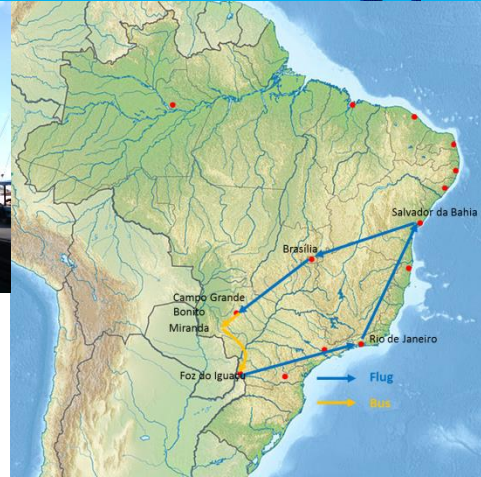 Salvador da Bahia
Brasília
Campo Grande
Bonito
Miranda
Rio de Janeiro
Foz do Iguaçu
Flug
Bus